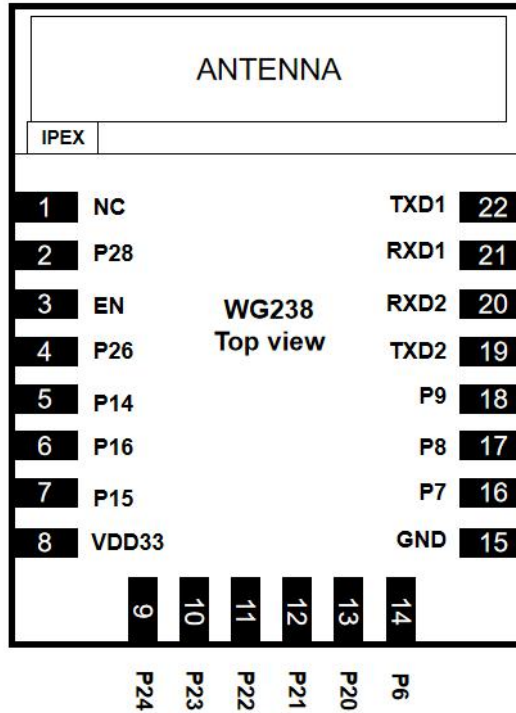 ANTENNA
IPEX
1 NC TXD1 22
2 P28 RXD1 21
3 EN RXD2 20
WG238
Top view
4 P26 TXD2 19
5 P14 P9 18
6 P16 P8 17
7 P15 P7 16
8 VDD33 GND 15
9 10 11 12 13 14
P24 P23 P22 P21 P20 P6